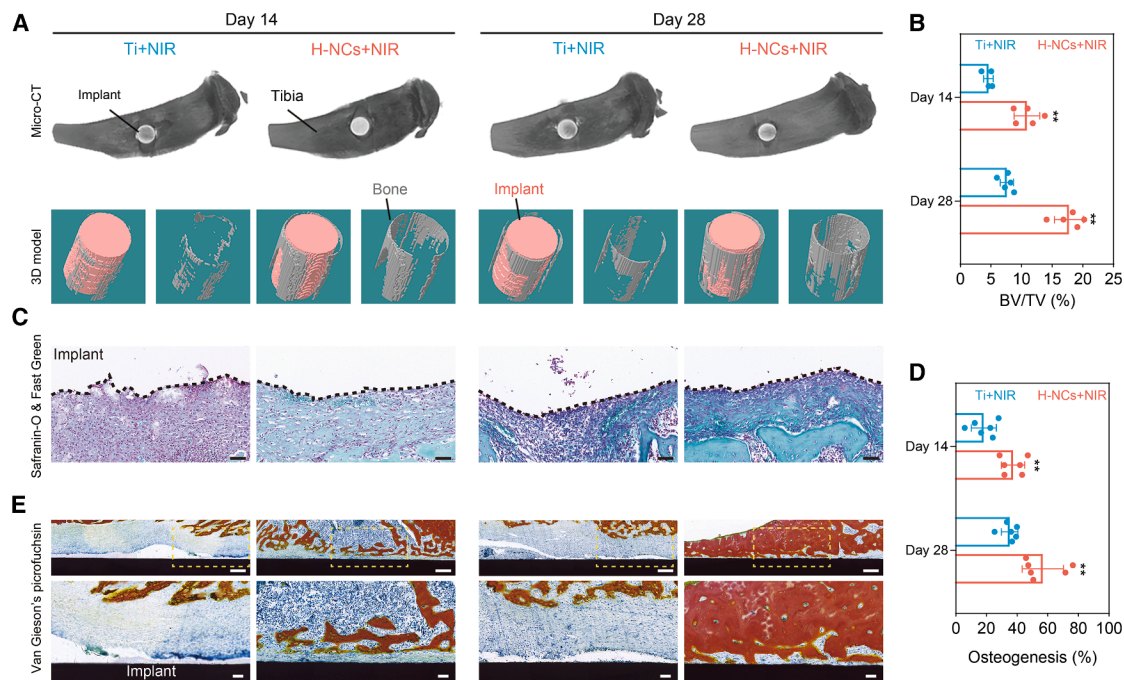 A
Day 14
Day 28
Ti+NIR
H-NCs+NIR
Ti+NIR
H-NCs+NIR
Micro-CT
Implant
Tibia
3D model
Bone
Implant
B
Ti+NIR
H-NCs+NIR
Day 14
**
Day 28
**
0
5
10
15
20
25
BV/TV (%)
C
Safranin-O & Fast Green
Implant
D
Ti+NIR
H-NCs+NIR
Day 14
**
Day 28
**
0
20
40
60
80
100
Osteogenesis (%)
E
Van Gieson's picrofuchsin
Implant